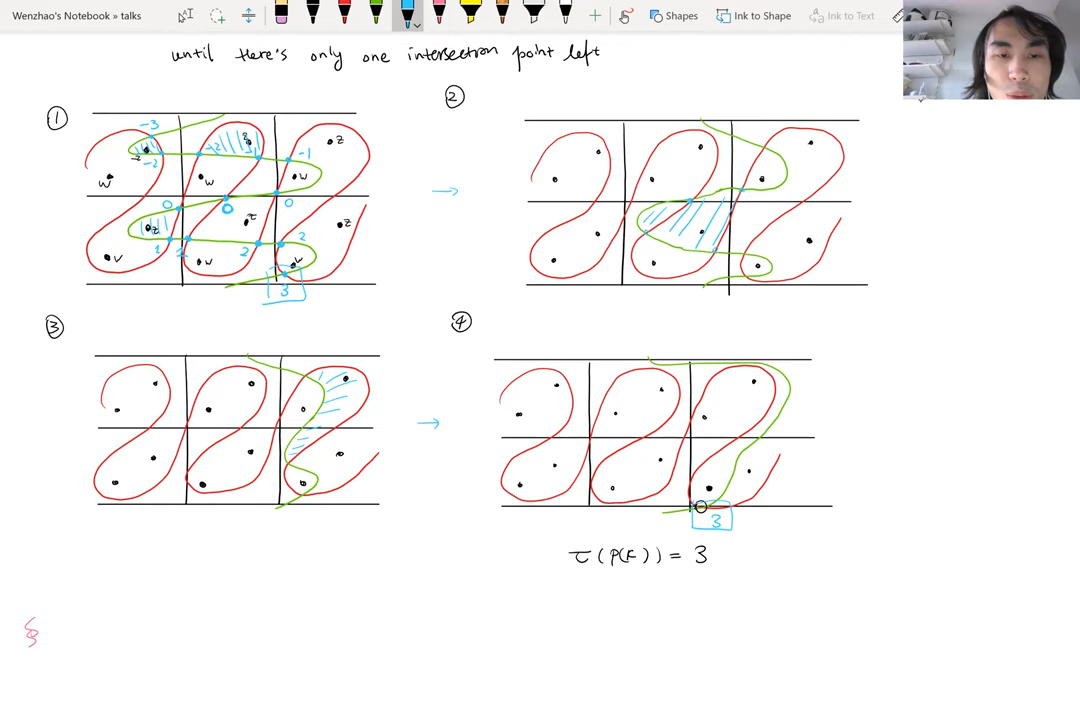 Wenzhao's Notebook » talks
Shapes
Ink to Shape
Ink to Text
until there's only one intersection point left
①
②
-3
-2
-2
-1
z
z
w
w
w
0
0
0
z
z
z
1
1
2
2
w
w
w
3
③
④
3
τ(P(K)) = 3
§